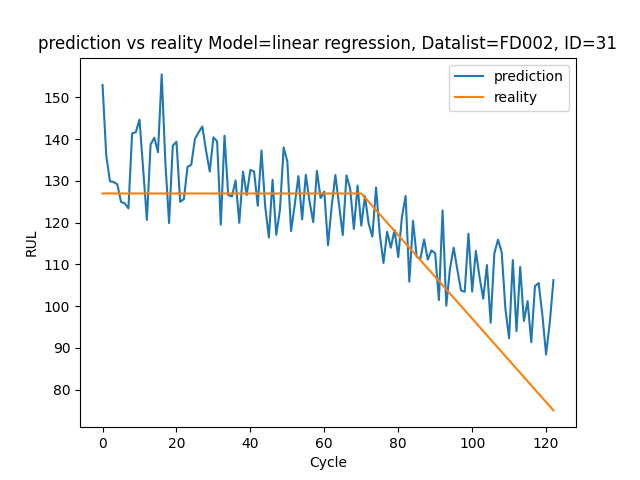 prediction vs reality Model=linear regression, Datalist=FD002, ID=31
prediction
reality
150
140
130
120
110
100
90
80
RUL
0 20 40 60 80 100 120
Cycle